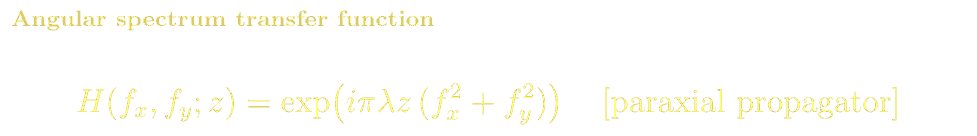 Angular spectrum transfer function
H(f_x, f_y; z) = exp(iπλz (f_x^2 + f_y^2)) [paraxial propagator]